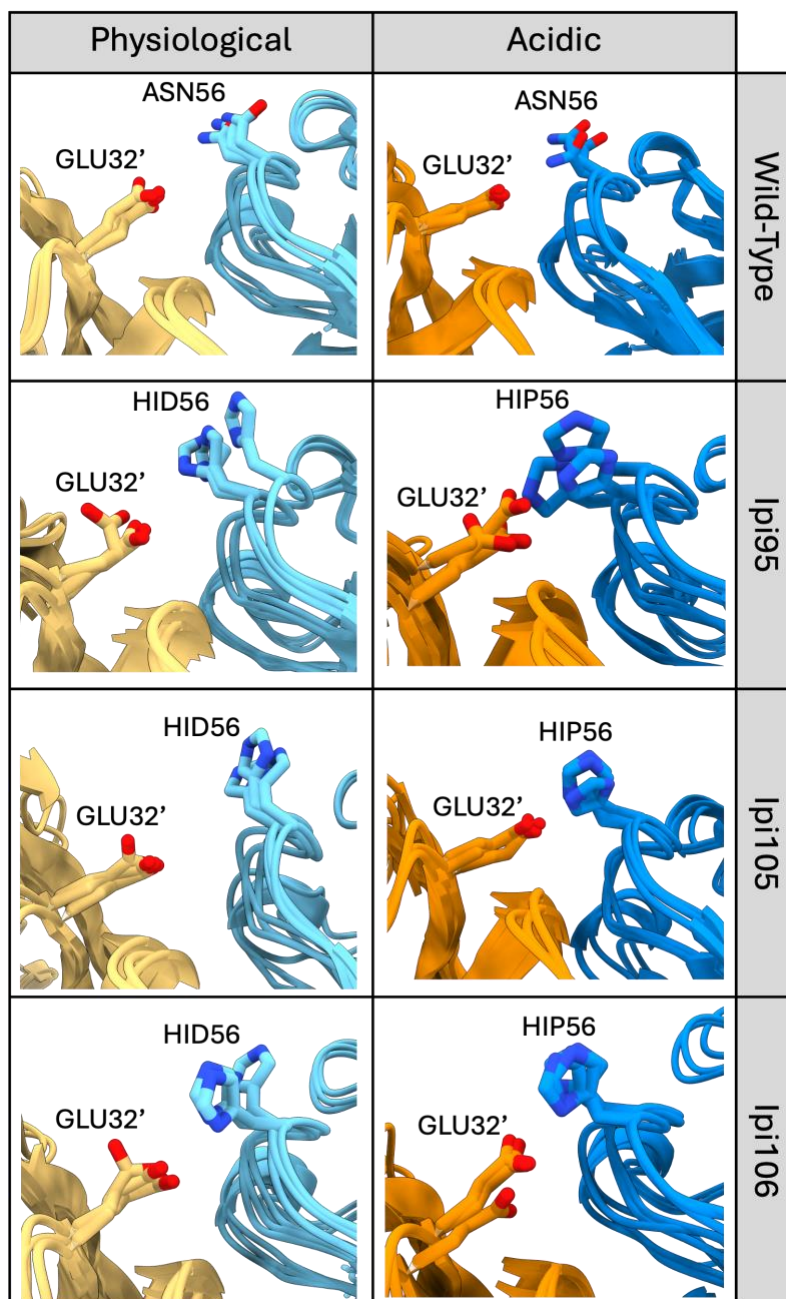 Physiological
Acidic
ASN56
GLU32’
ASN56
GLU32’
Wild-Type
HID56
GLU32’
HIP56
GLU32’
Ipi95
HID56
GLU32’
HIP56
GLU32’
Ipi105
HID56
GLU32’
HIP56
GLU32’
Ipi106